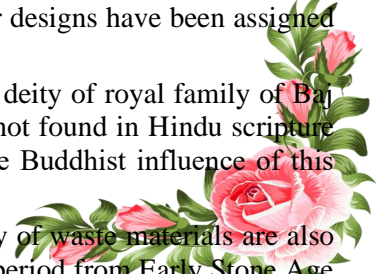 r designs have been assigned
deity of royal family of Baj
not found in Hindu scripture
e Buddhist influence of this
y of waste materials are also
period from Early Stone Age